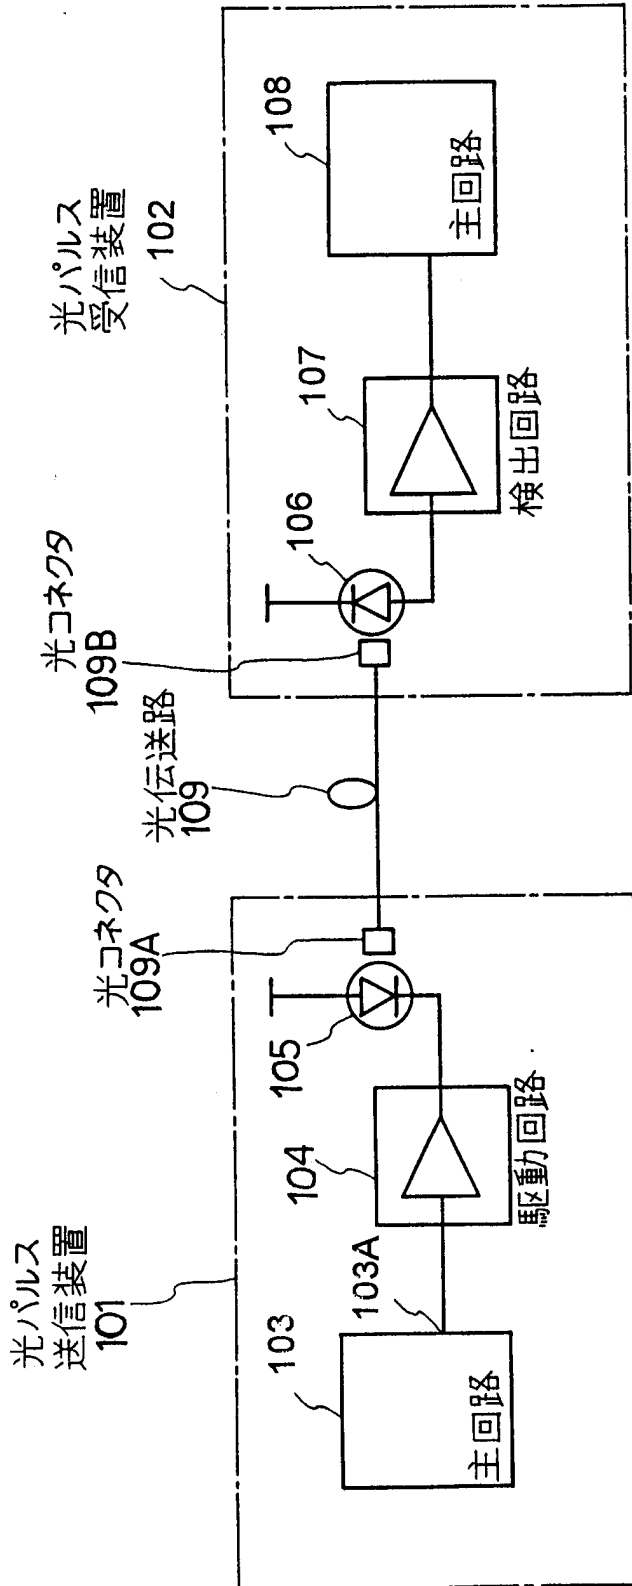 光パルス
送信装置
101
103
主回路
103A
104
駆動回路
105
光コネクタ
109A
光伝送路
109
光コネクタ
109B
光パルス
受信装置
102
106
107
検出回路
108
主回路